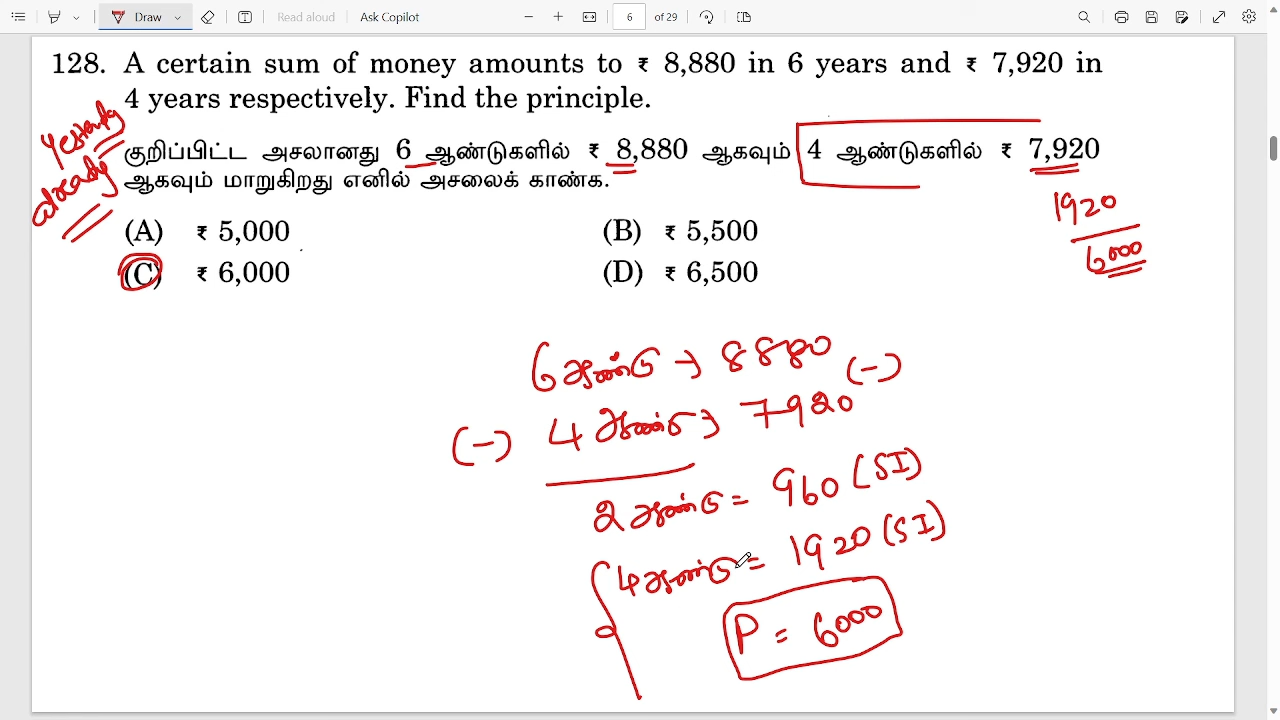 Draw
Read aloud
Ask Copilot
6 of 29
128. A certain sum of money amounts to ₹ 8,880 in 6 years and ₹ 7,920 in
4 years respectively. Find the principle.
Yesterday
already
குறிப்பிட்ட அசலானது 6 ஆண்டுகளில் ₹ 8,880 ஆகவும் 4 ஆண்டுகளில் ₹ 7,920
ஆகவும் மாறுகிறது எனில் அசலைக் காண்க.
1920
6000
(A) ₹ 5,000
(B) ₹ 5,500
(C) ₹ 6,000
(D) ₹ 6,500
6 ஆண்டு → 8880
(-) 4 ஆண்டு → 7920 (-)
2 ஆண்டு = 960 (SI)
4 ஆண்டு = 1920 (SI)
P = 6000